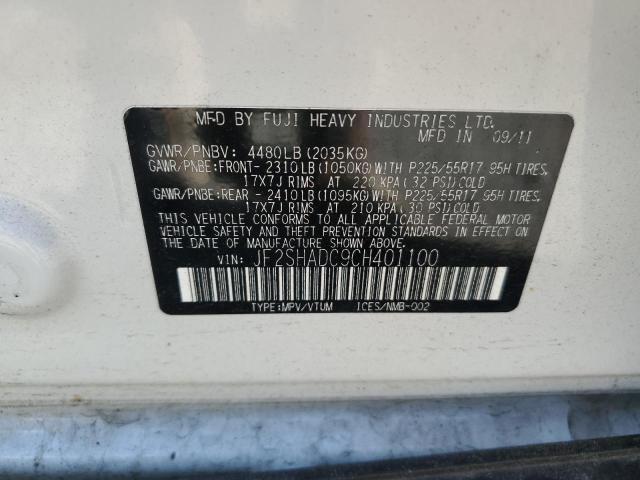 MFD BY FUJI HEAVY INDUSTRIES LTD.
MFD IN 09/11
GVWR/PNBV: 4480LB(2035KG)
GAWR/PNBE:FRONT- 2310LB(1050KG)WITH P225/55R17 95H TIRES,
17X7J RIMS AT 220 KPA(32 PSI)COLD
GAWR/PNBE:REAR - 2410LB(1095KG)WITH P225/55R17 95H TIRES,
17X7J RIMS AT 210 KPA(30 PSI)COLD
THIS VEHICLE CONFORMS TO ALL APPLICABLE FEDERAL MOTOR
VEHICLE SAFETY AND THEFT PREVENTION STANDARDS IN EFFECT
ON THE DATE OF MANUFACTURE SHOWN ABOVE.
VIN: JF2SHADC9CH401100
TYPE:MPV/VTUM ICES/NMB-002